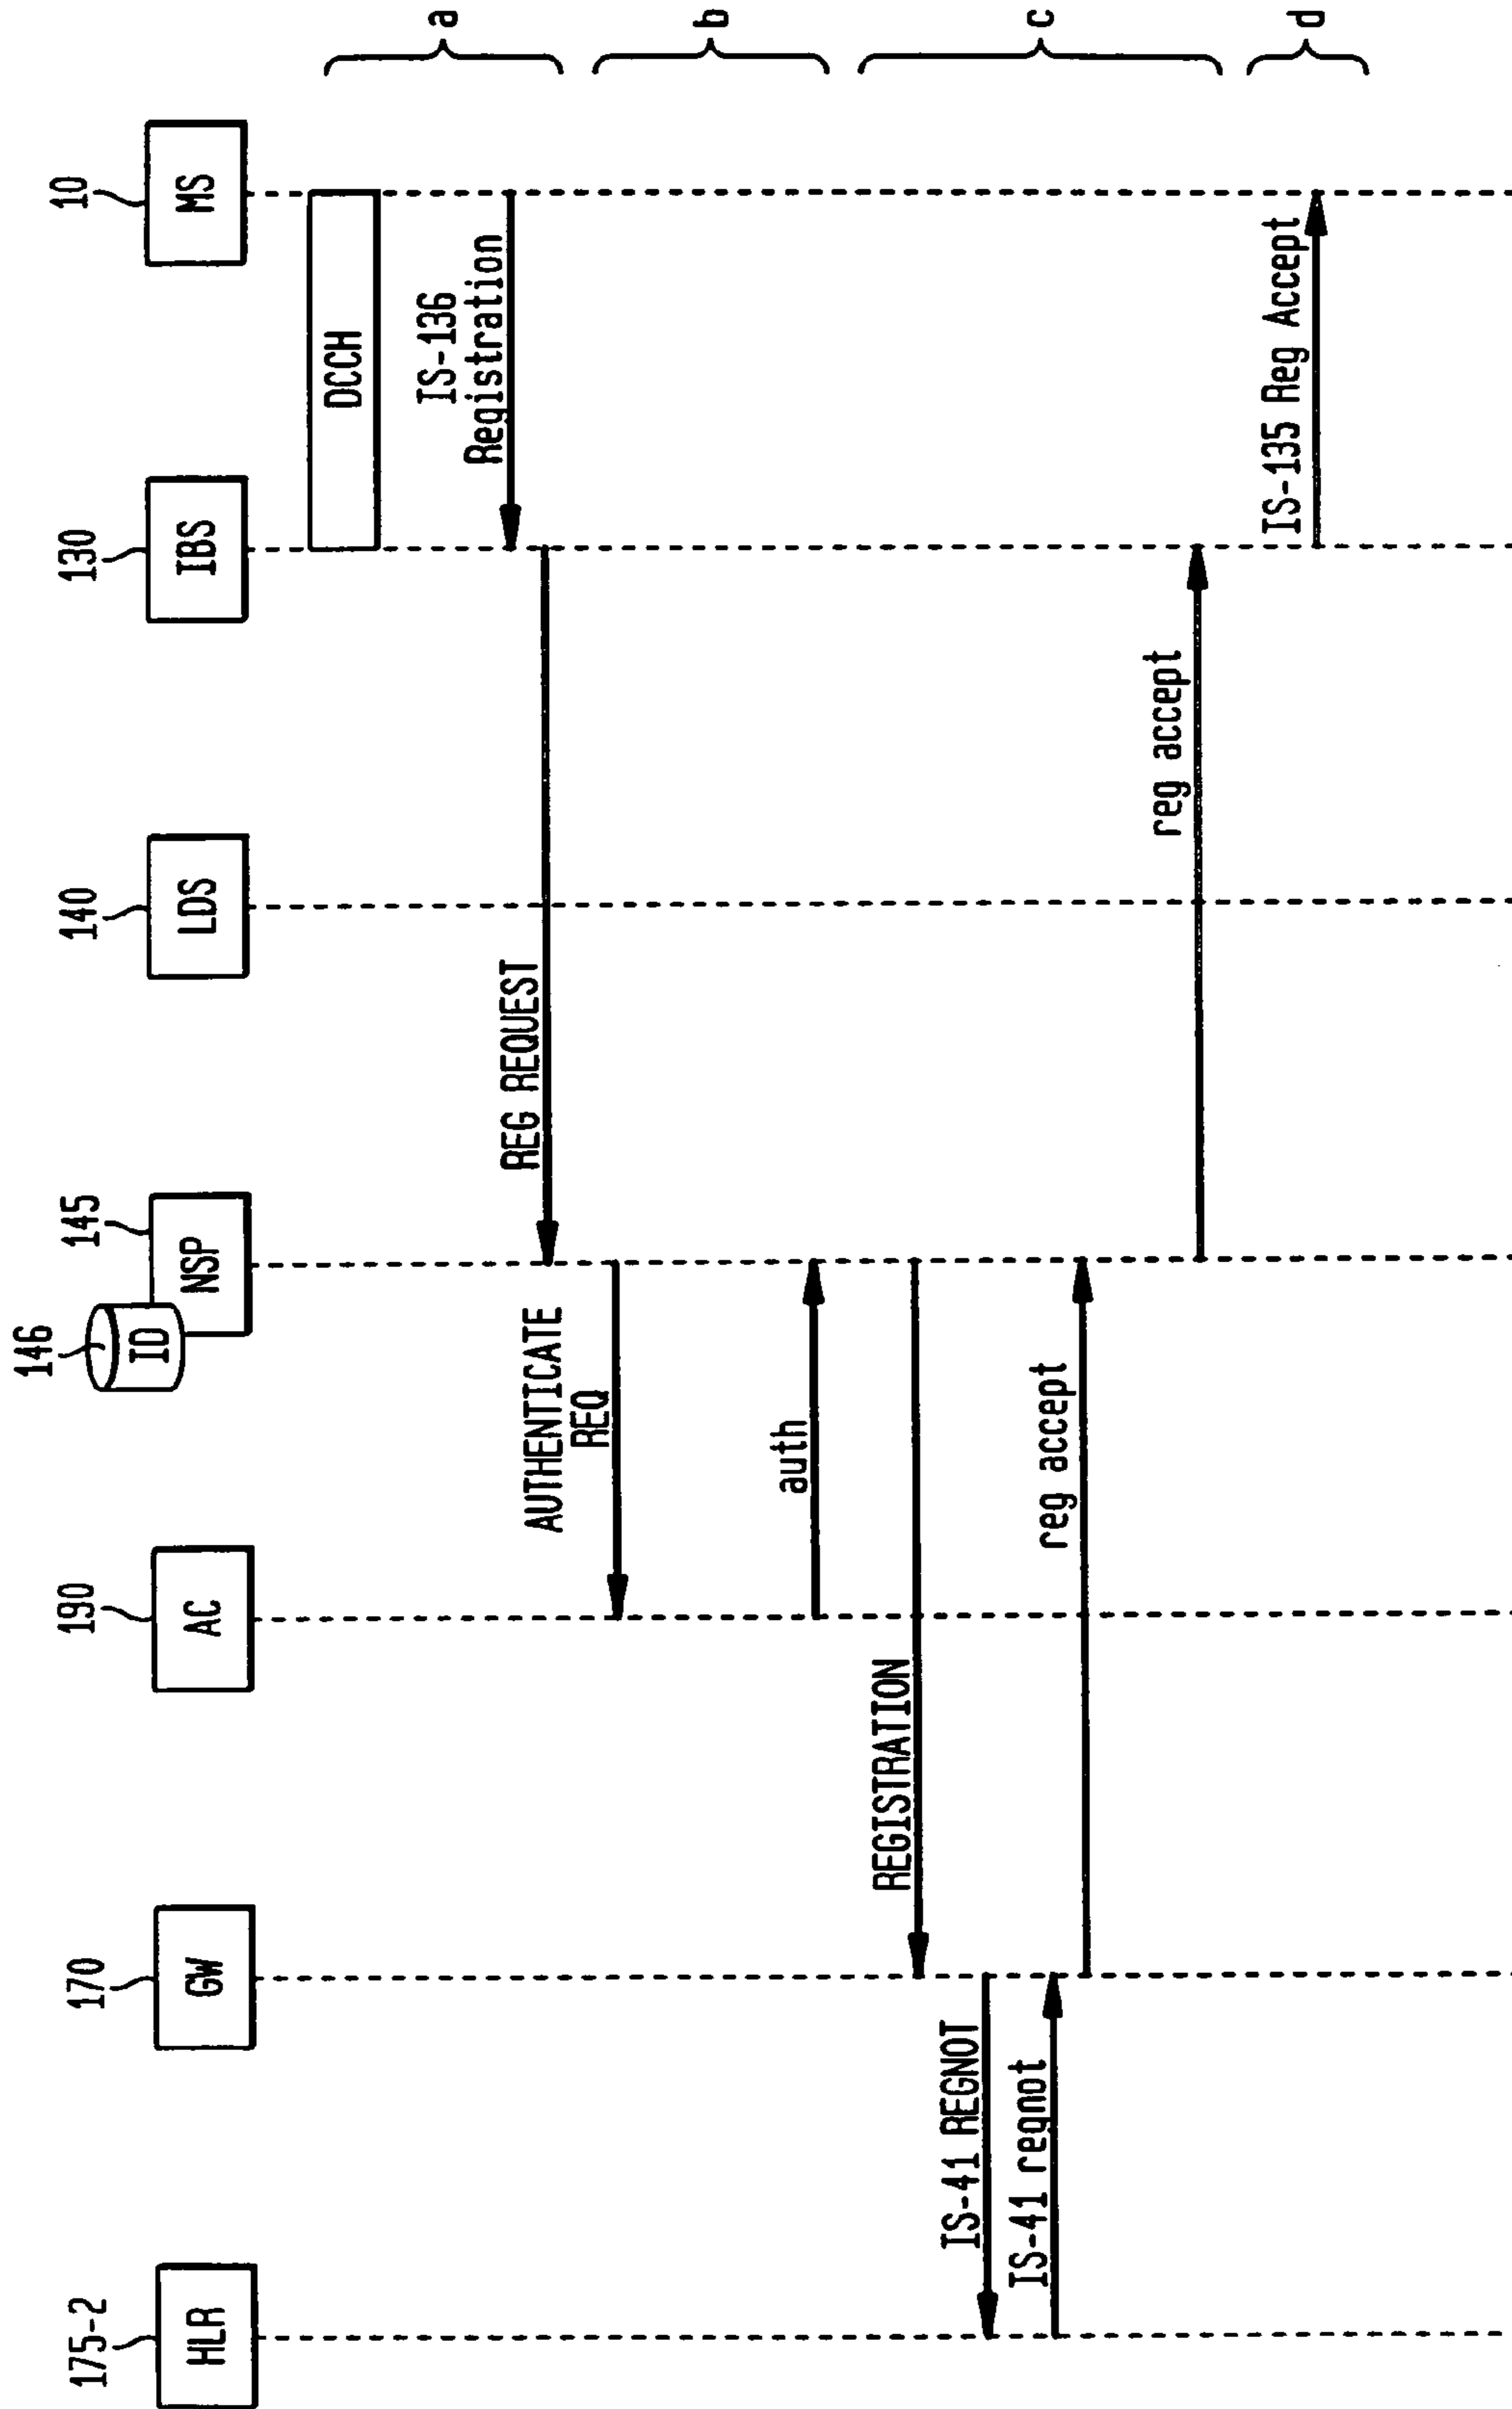 175-2
170
190
146
145
140
130
10
HLR
GW
AC
ID
NSP
LDS
IBS
MS
DCCH
a
IS-136
Registration
REG REQUEST
AUTHENTICATE
REQ
b
auth
REGISTRATION
IS-41 REGNOT
IS-41 regnot
c
reg accept
reg accept
IS-135 Reg Accept
d